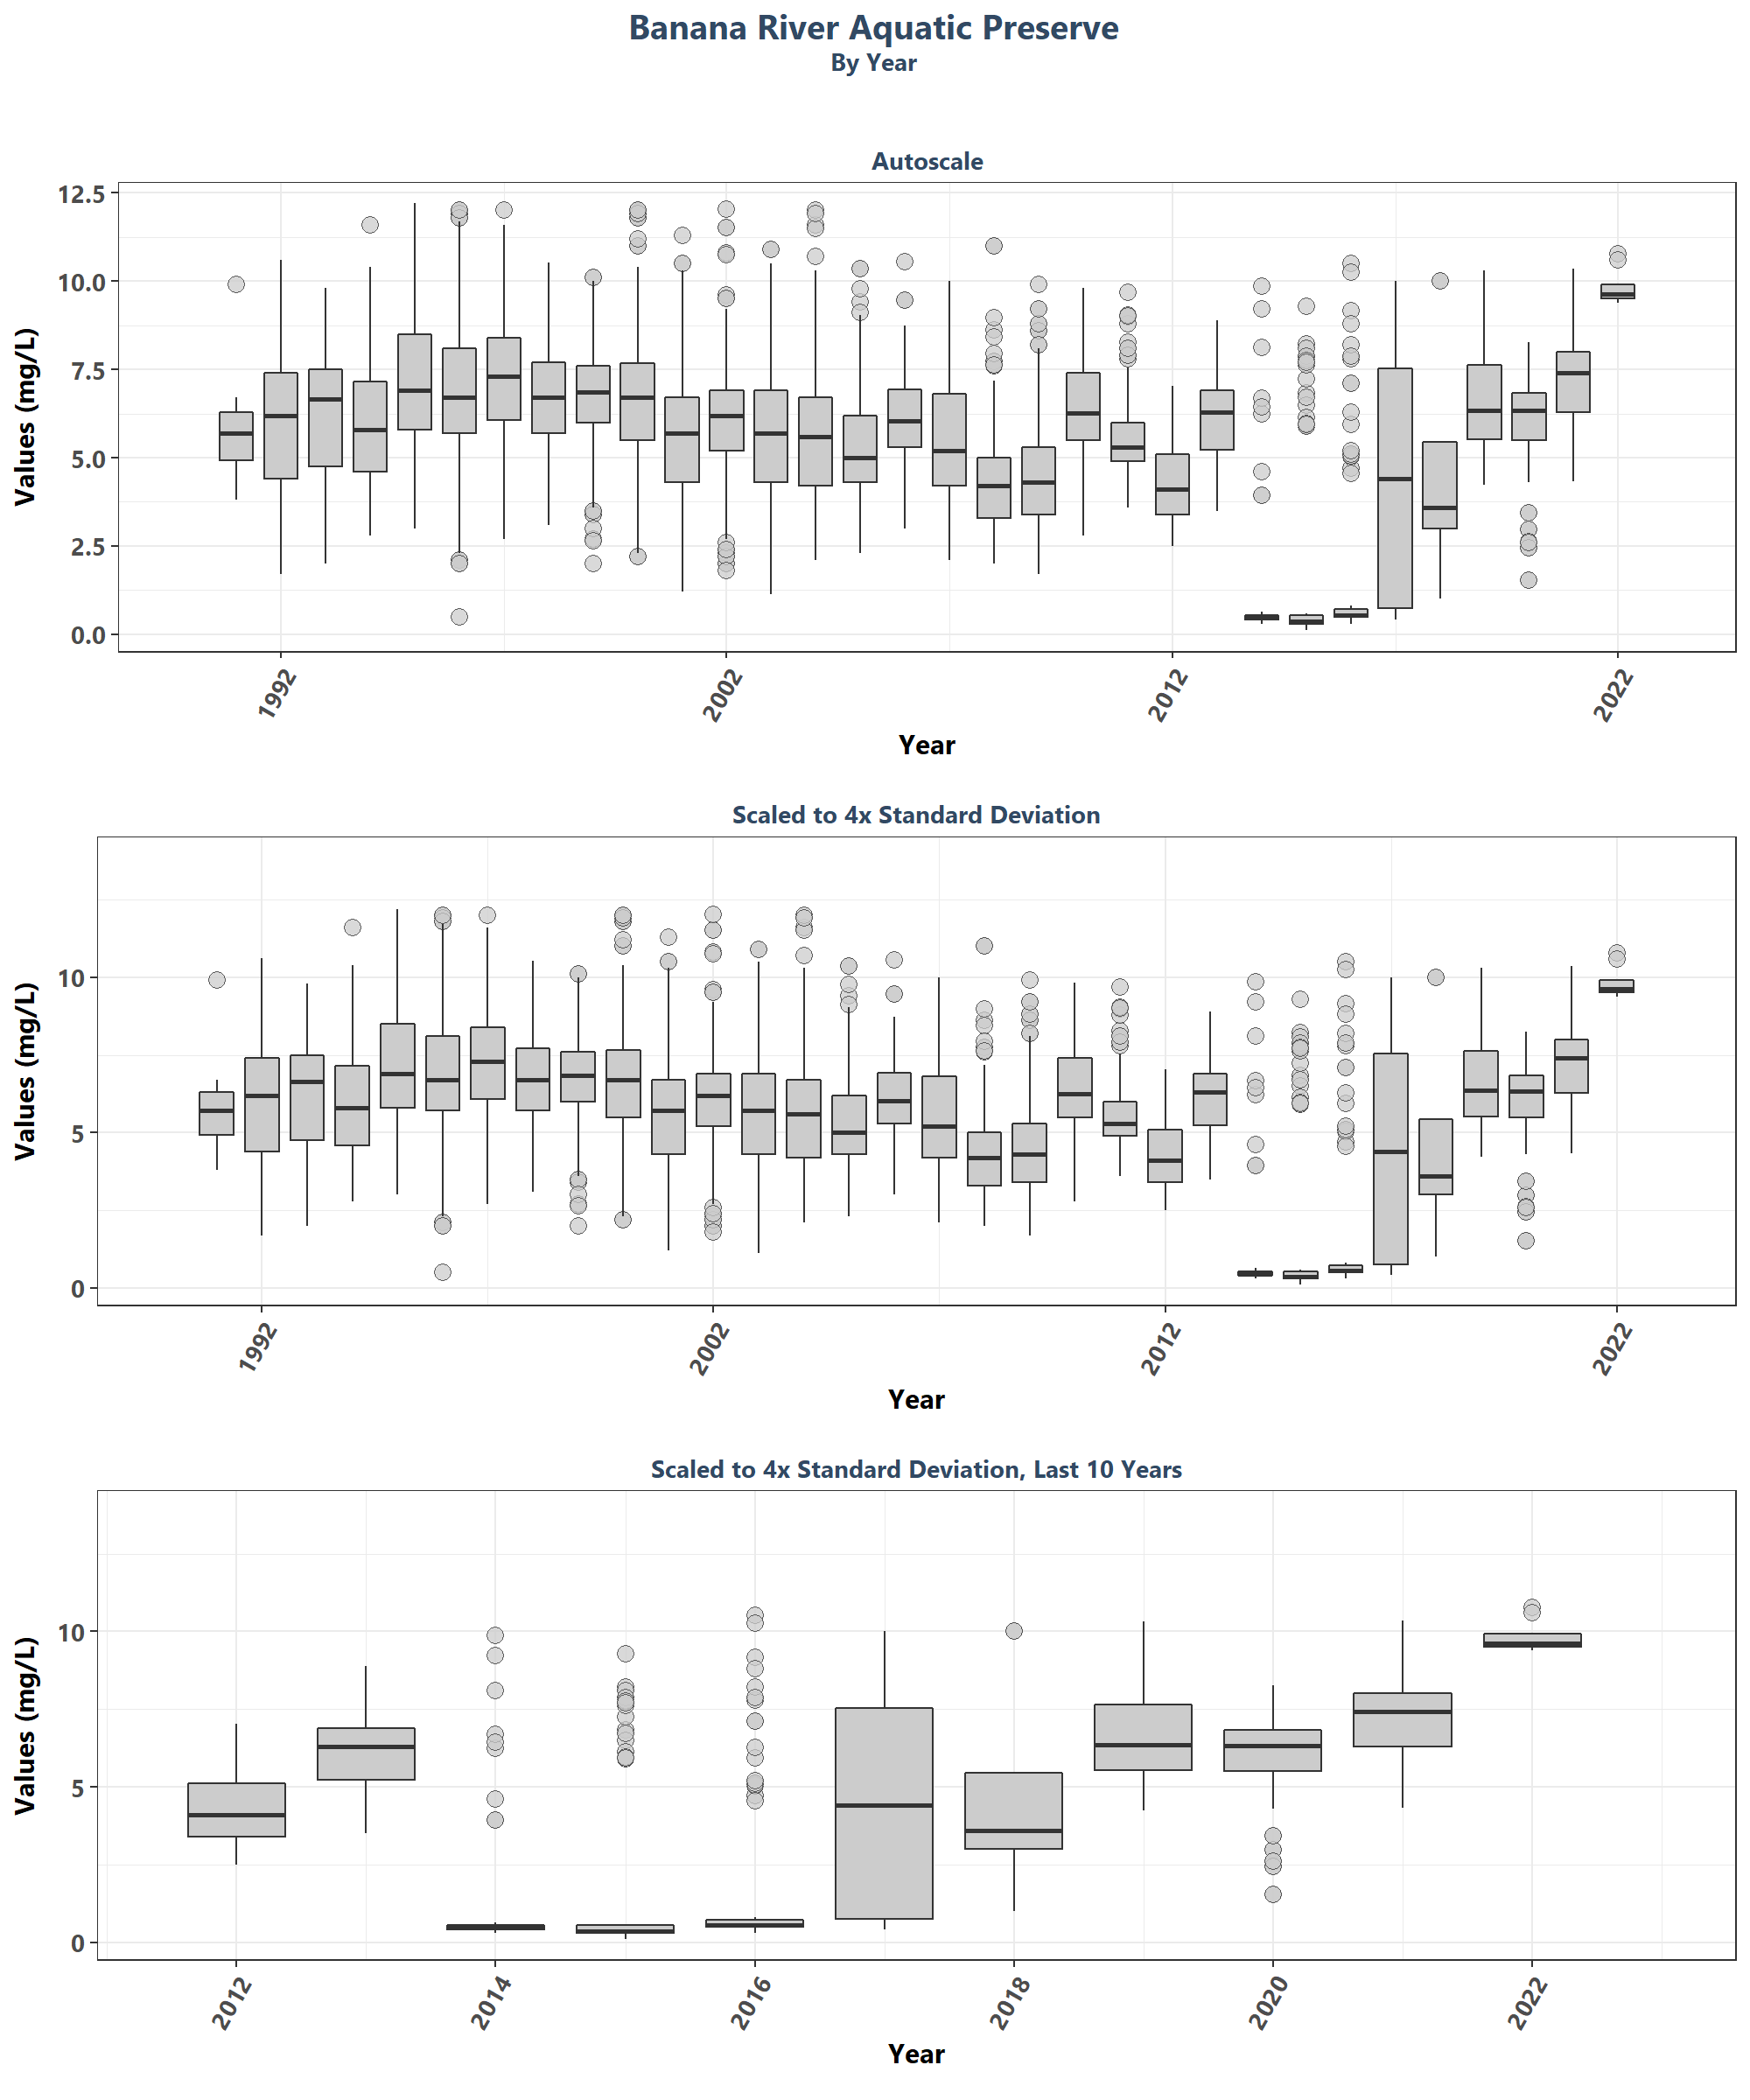 Banana River Aquatic Preserve
By Year
Autoscale
Values (mg/L)
12.5
10.0
7.5
5.0
2.5
0.0
1992
2002
2012
2022
Year
Scaled to 4x Standard Deviation
Values (mg/L)
10
5
0
1992
2002
2012
2022
Year
Scaled to 4x Standard Deviation, Last 10 Years
Values (mg/L)
10
5
0
2012
2014
2016
2018
2020
2022
Year